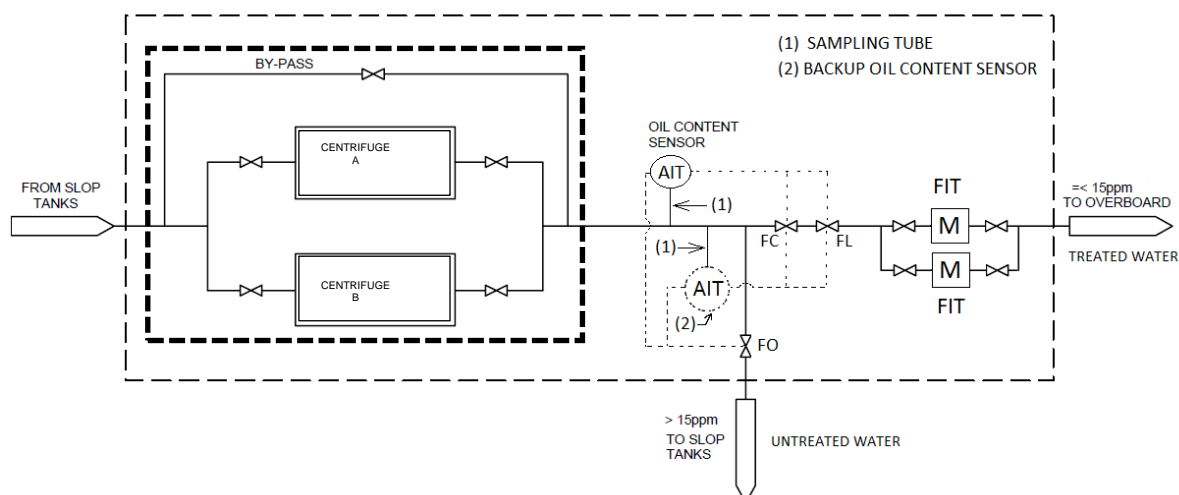 (1) SAMPLING TUBE
(2) BACKUP OIL CONTENT SENSOR
BY-PASS
CENTRIFUGE
A
OIL CONTENT
SENSOR
AIT
(1)
FROM SLOP
TANKS
FIT
M
=< 15ppm
TO OVERBOARD
TREATED WATER
(1)
FC
FL
AIT
(2)
M
FIT
CENTRIFUGE
B
FO
> 15ppm
TO SLOP
TANKS
UNTREATED WATER